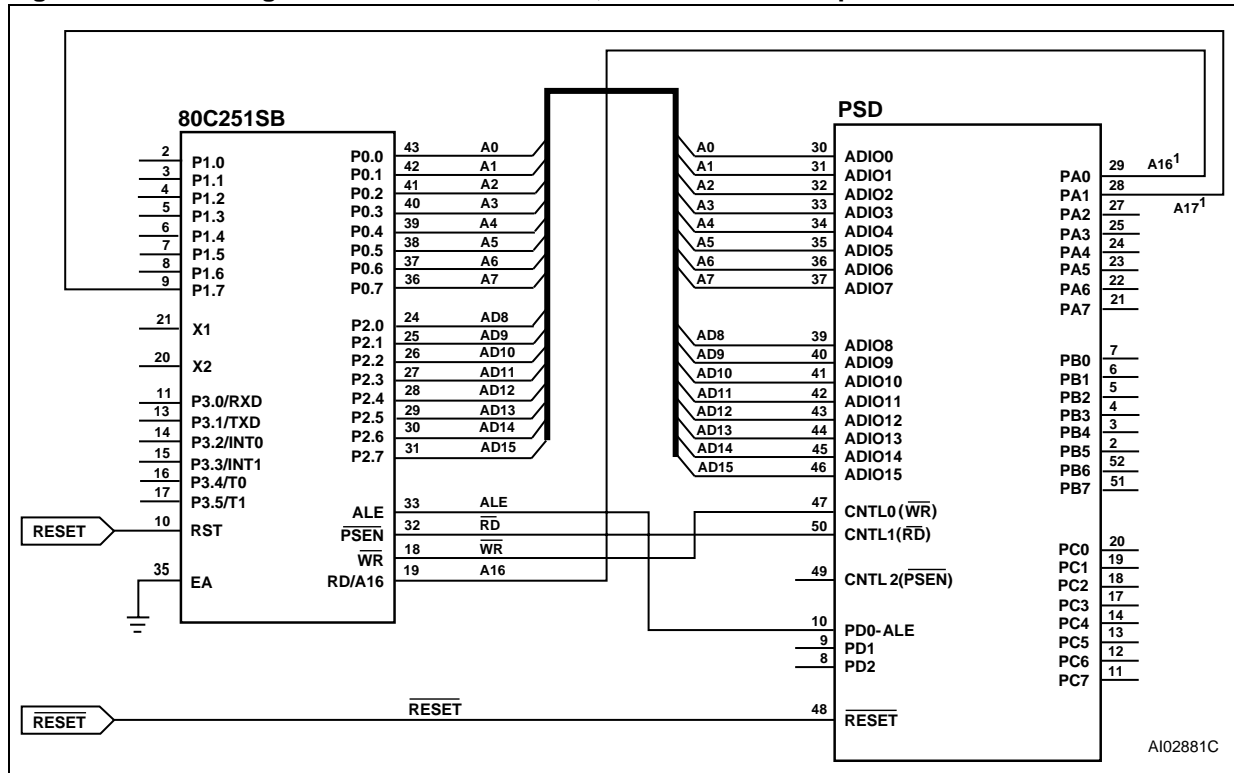 80C251SB
2 P1.0
3 P1.1
4 P1.2
5 P1.3
6 P1.4
7 P1.5
8 P1.6
9 P1.7
21 X1
20 X2
11 P3.0/RXD
13 P3.1/TXD
14 P3.2/INT0
15 P3.3/INT1
16 P3.4/T0
17 P3.5/T1
RESET 10 RST
35 EA
P0.0 43 A0
P0.1 42 A1
P0.2 41 A2
P0.3 40 A3
P0.4 39 A4
P0.5 38 A5
P0.6 37 A6
P0.7 36 A7
P2.0 24 AD8
P2.1 25 AD9
P2.2 26 AD10
P2.3 27 AD11
P2.4 28 AD12
P2.5 29 AD13
P2.6 30 AD14
P2.7 31 AD15
ALE 33 ALE
PSEN 32 RD
WR 18 WR
RD/A16 19 A16
PSD
A0 30 ADIO0
A1 31 ADIO1
A2 32 ADIO2
A3 33 ADIO3
A4 34 ADIO4
A5 35 ADIO5
A6 36 ADIO6
A7 37 ADIO7
AD8 39 ADIO8
AD9 40 ADIO9
AD10 41 ADIO10
AD11 42 ADIO11
AD12 43 ADIO12
AD13 44 ADIO13
AD14 45 ADIO14
AD15 46 ADIO15
47 CNTL0 (WR)
50 CNTL1(RD)
49 CNTL 2(PSEN)
10 PD0-ALE
9 PD1
8 PD2
48 RESET
PA0 29 A16¹
PA1 28 A17¹
PA2 27
PA3 25
PA4 24
PA5 23
PA6 22
PA7 21
PB0 7
PB1 6
PB2 5
PB3 4
PB4 3
PB5 2
PB6 52
PB7 51
PC0 20
PC1 19
PC2 18
PC3 17
PC4 14
PC5 13
PC6 12
PC7 11
RESET RESET
AI02881C